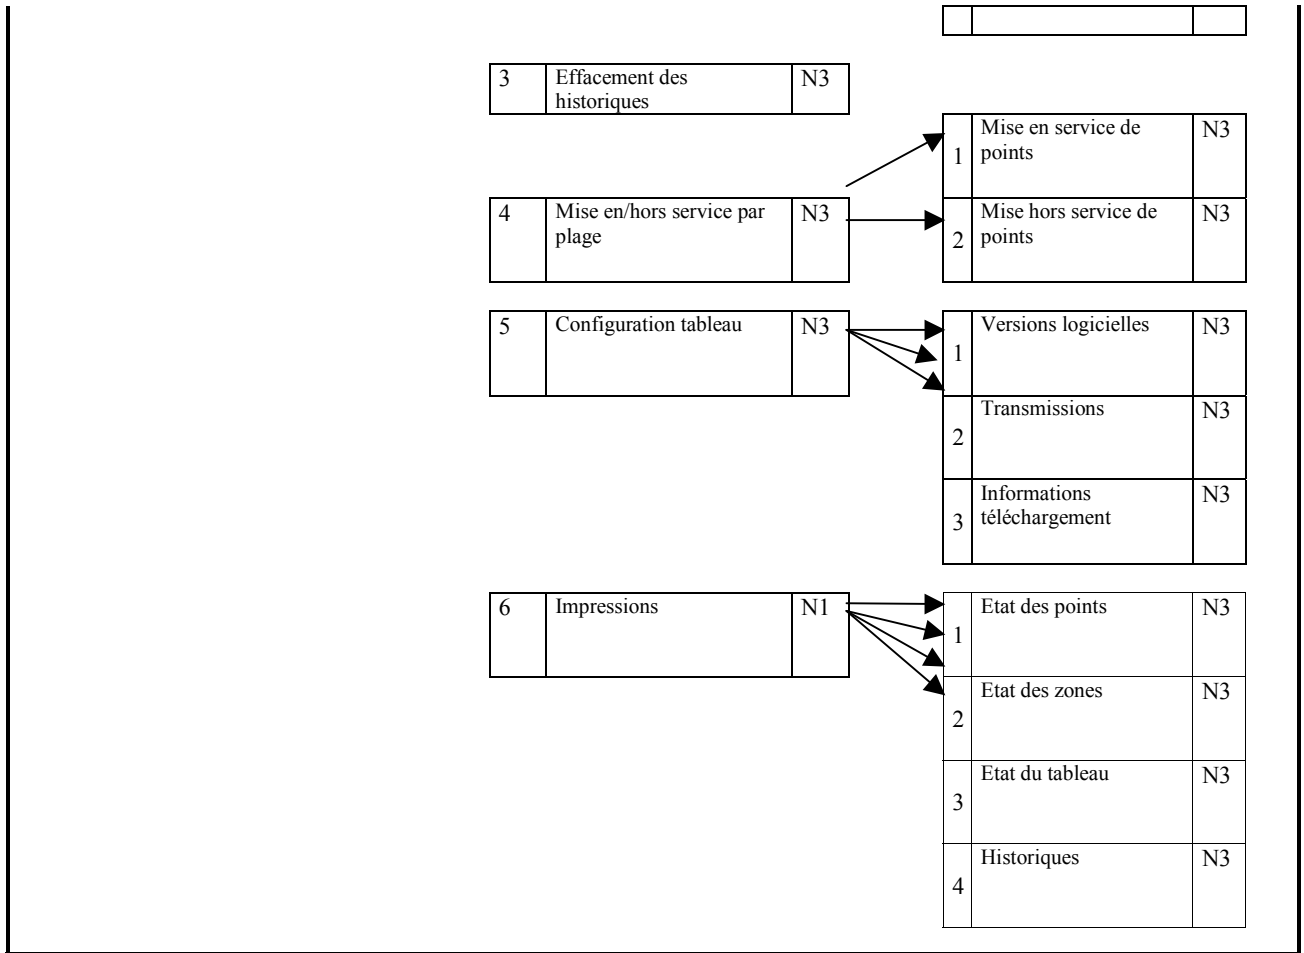 3 Effacement des N3
historiques
1 Mise en service de N3
points
4 Mise en/hors service par N3
plage
2 Mise hors service de N3
points
5 Configuration tableau N3
1 Versions logicielles N3
2 Transmissions N3
3 Informations N3
téléchargement
6 Impressions N1
1 Etat des points N3
2 Etat des zones N3
3 Etat du tableau N3
4 Historiques N3